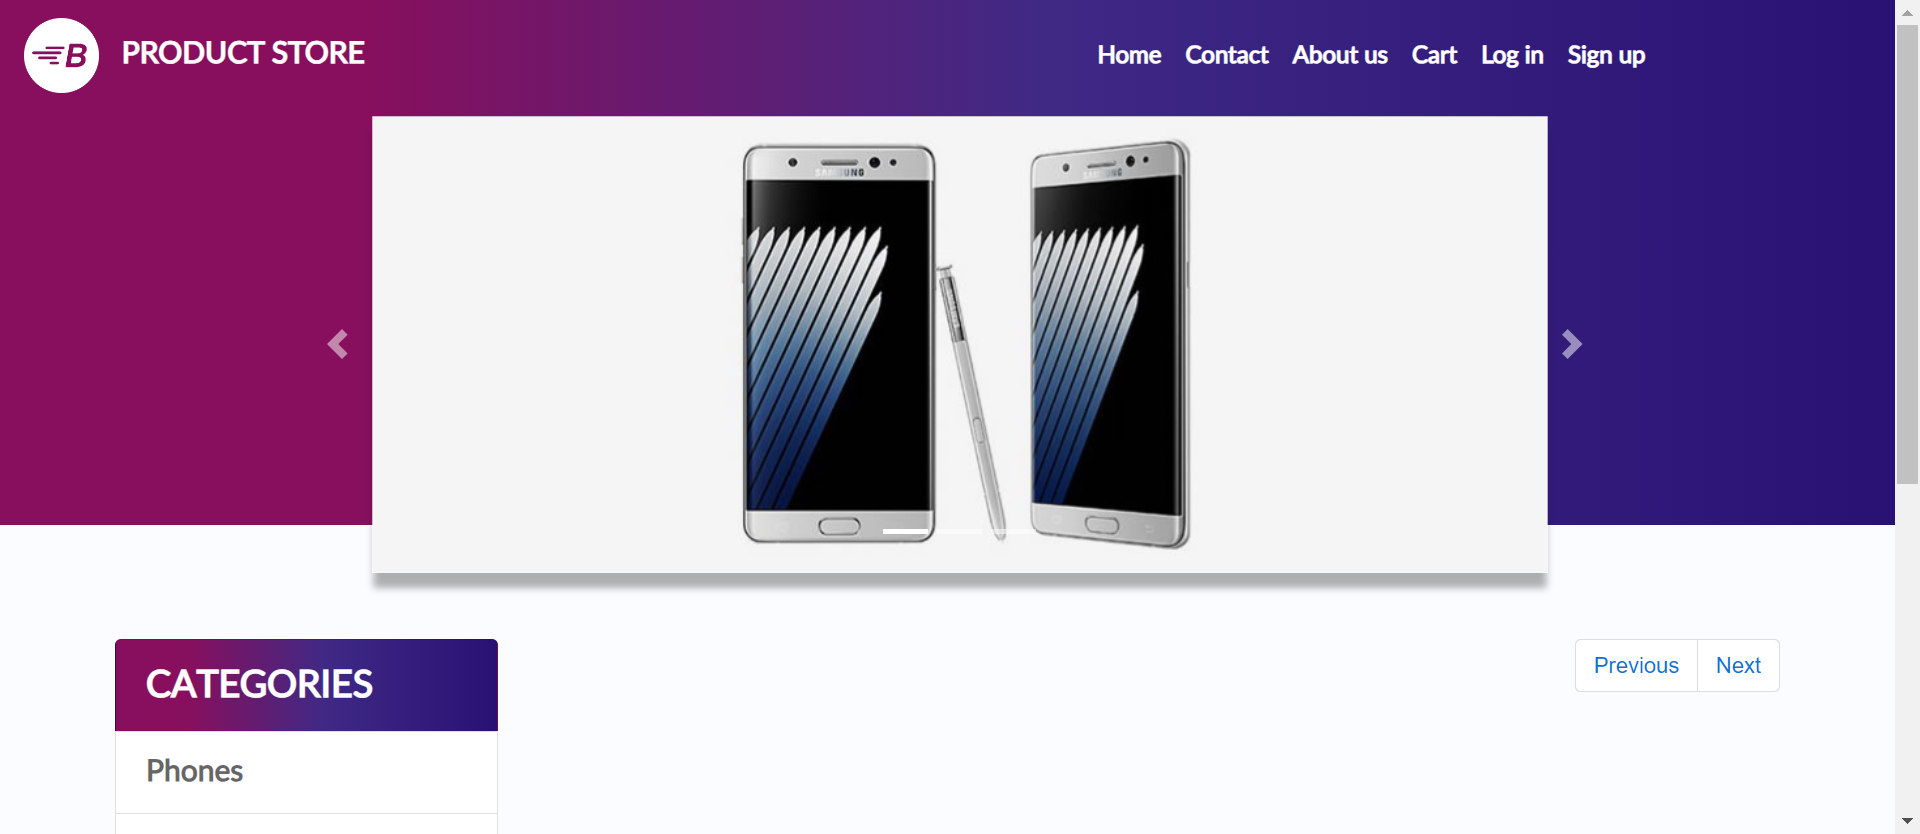 B PRODUCT STORE
Home Contact About us Cart Log in Sign up
SAMSUNG SAMSUNG
CATEGORIES
Previous Next
Phones